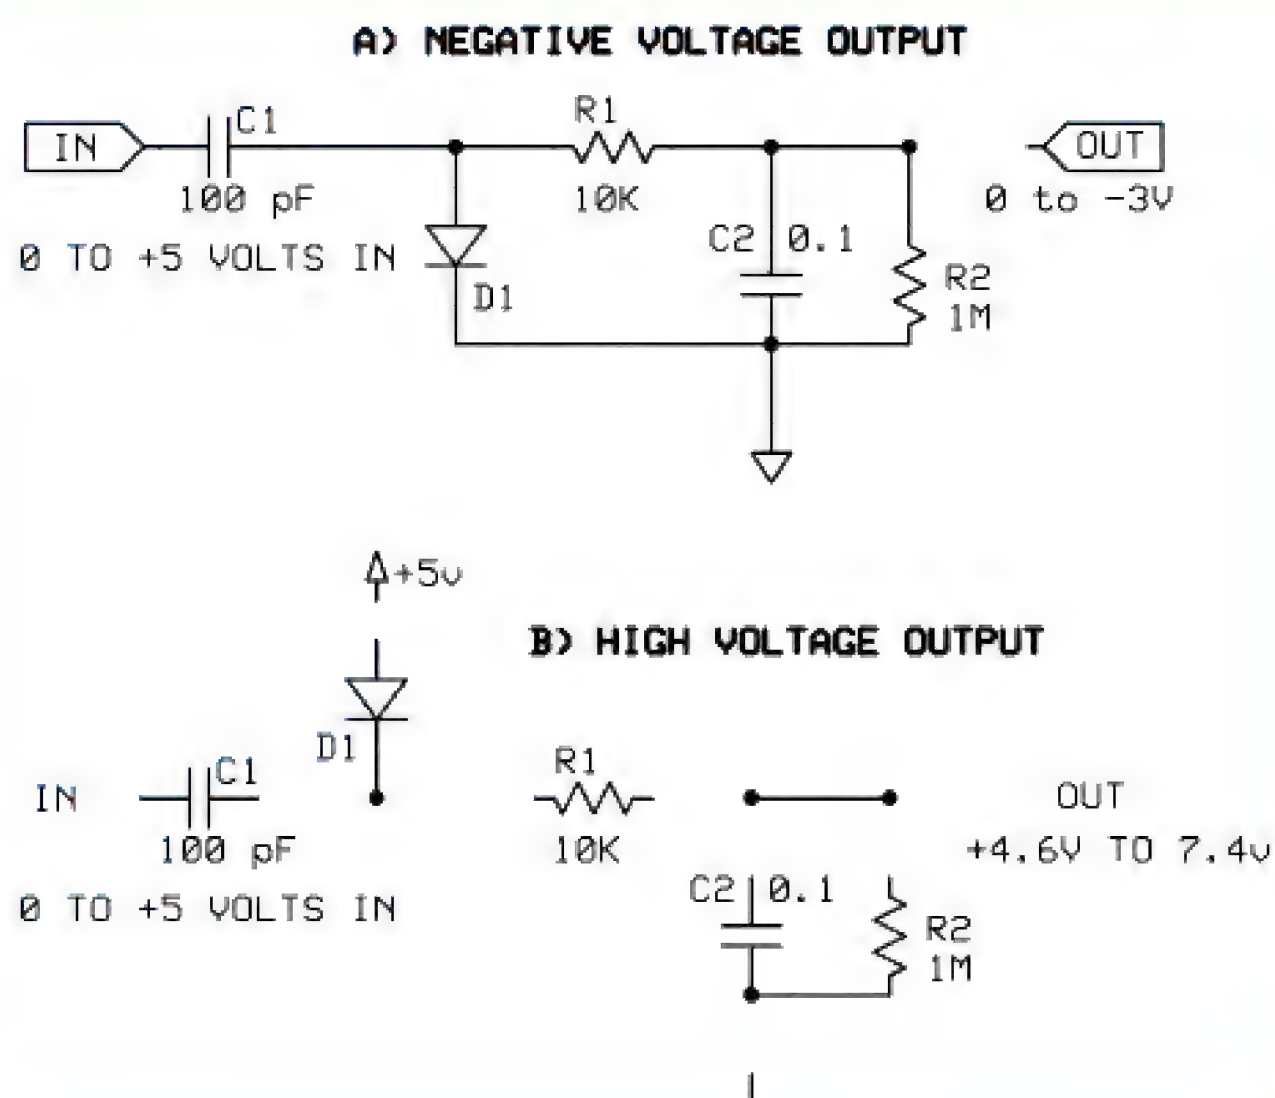 A) NEGATIVE VOLTAGE OUTPUT
C1
R1
IN
OUT
100 pF
10K
0 to -3V
C2 0.1
0 TO +5 VOLTS IN
R2
D1
1M
+5v
B) HIGH VOLTAGE OUTPUT
D1
C1
R1
IN
OUT
100 pF
10K
+4.6V TO 7.4v
C2 0.1
0 TO +5 VOLTS IN
R2
1M